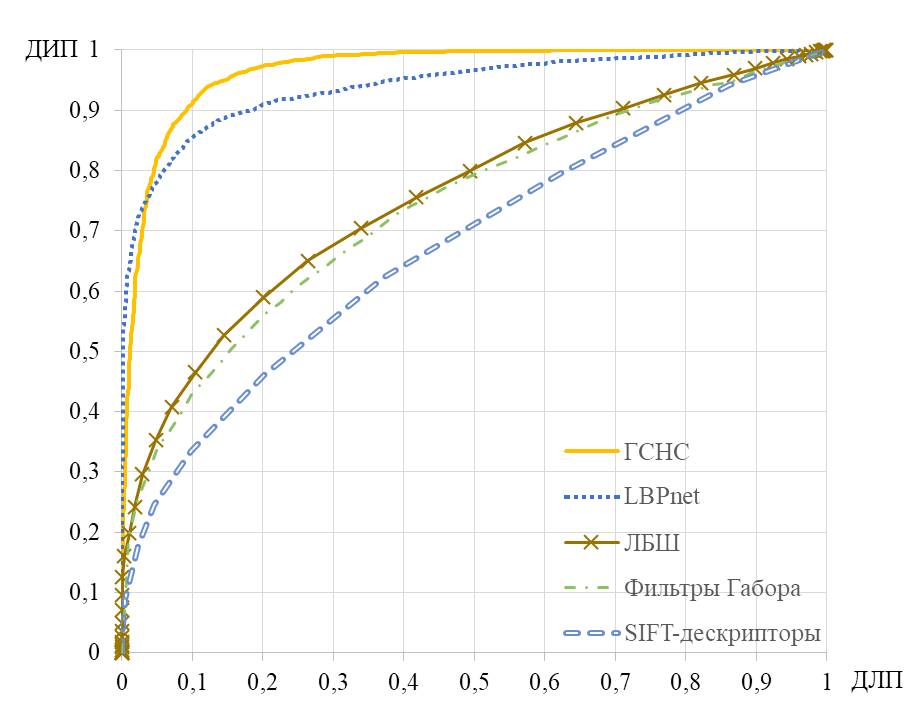 ДИП 1
0,9
0,8
0,7
0,6
0,5
0,4
0,3
0,2
0,1
0
ГСНС
LBPnet
ЛБШ
Фильтры Габора
SIFT-дескрипторы
0 0,1 0,2 0,3 0,4 0,5 0,6 0,7 0,8 0,9 1 ДЛП